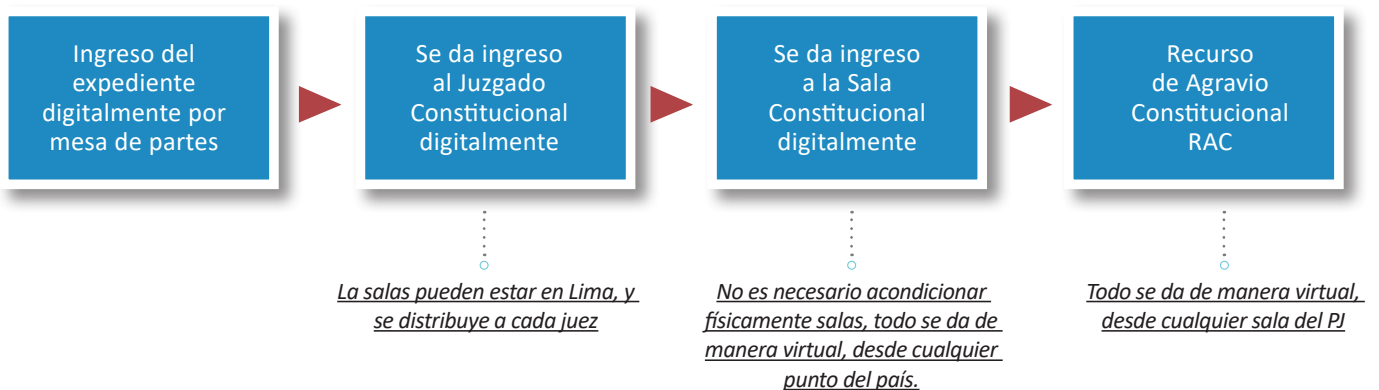 Ingreso del
expediente
digitalmente por
mesa de partes
Se da ingreso
al Juzgado
Constitucional
digitalmente
Se da ingreso
a la Sala
Constitucional
digitalmente
Recurso
de Agravio
Constitucional
RAC
La salas pueden estar en Lima, y
se distribuye a cada juez
No es necesario acondicionar
físicamente salas, todo se da de
manera virtual, desde cualquier
punto del país.
Todo se da de manera virtual,
desde cualquier sala del PJ